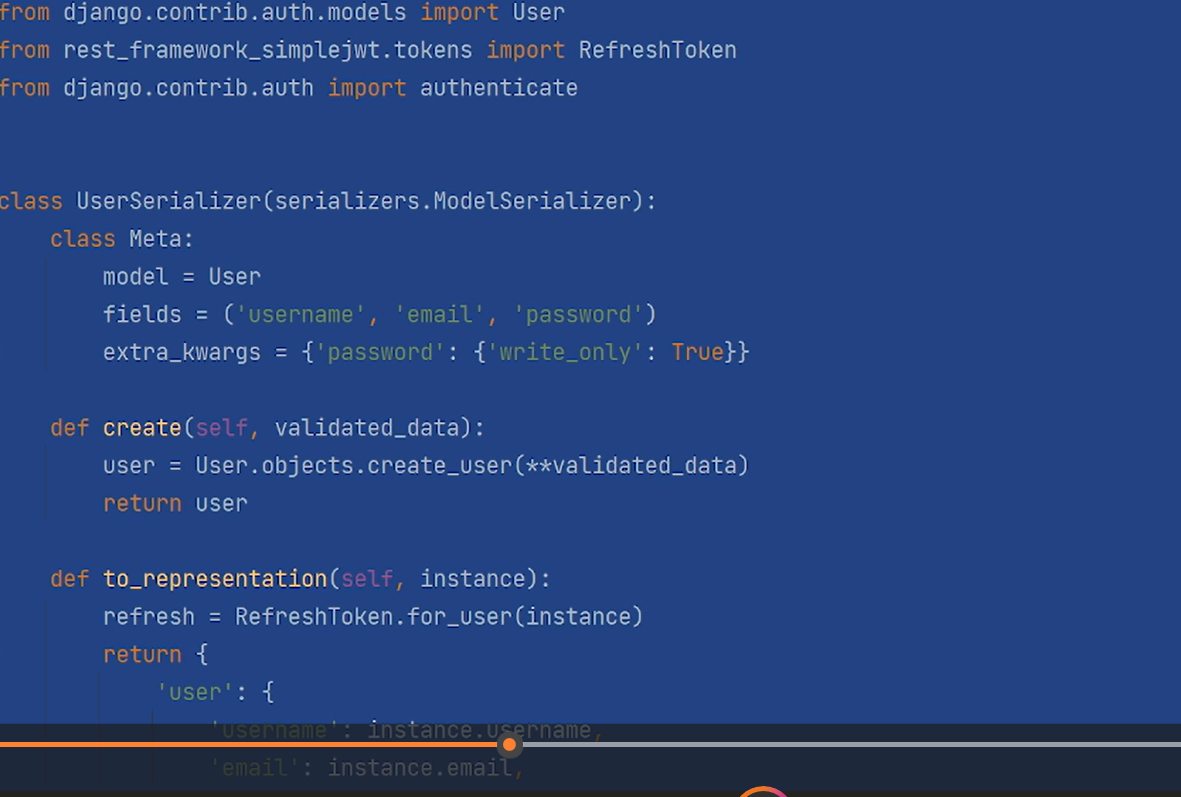 from django.contrib.auth.models import User
from rest_framework_simplejwt.tokens import RefreshToken
from django.contrib.auth import authenticate
class UserSerializer(serializers.ModelSerializer):
class Meta:
model = User
fields = ('username', 'email', 'password')
extra_kwargs = {'password': {'write_only': True}}
def create(self, validated_data):
user = User.objects.create_user(**validated_data)
return user
def to_representation(self, instance):
refresh = RefreshToken.for_user(instance)
return {
'user': {
'username': instance.username,
'email': instance.email,